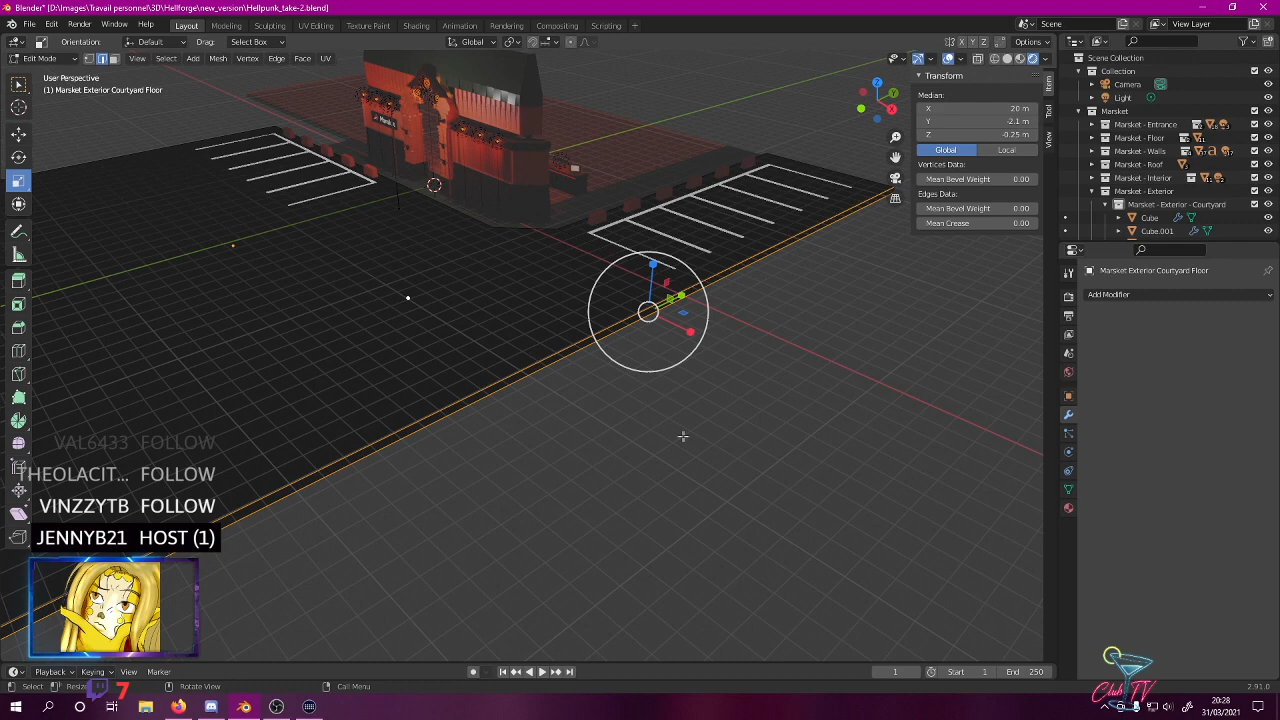 Blender* [D:\Images\Travail personnel\3D\Hellforge\new_version\Hellpunk_take-2.blend]
File Edit Render Window Help Layout Modeling Sculpting UV Editing Texture Paint Shading Animation Rendering Compositing Scripting + Scene View Layer
Orientation: Default Drag: Select Box Global X Y Z Options
Edit Mode View Select Add Mesh Vertex Edge Face UV
User Perspective
(1) Marsket Exterior Courtyard Floor
Z
Y
X
Transform
Median:
X 20 m
Y -2.1 m
Z -0.25 m
Global Local
Vertices Data:
Mean Bevel Weight 0.00
Edges Data:
Mean Bevel Weight 0.00
Mean Crease 0.00
Item
Tool
View
Scene Collection
Collection
Camera
Light
Marsket
Marsket - Entrance
Marsket - Floor
Marsket - Walls
Marsket - Roof
Marsket - Interior
Marsket - Exterior
Marsket - Exterior - Courtyard
Cube
Cube.001
Marsket Exterior Courtyard Floor
Add Modifier
VAL6433 FOLLOW
THEOLACIT... FOLLOW
VINZZYTB FOLLOW
JENNYB21 HOST (1)
Playback Keying View Marker 1 Start 1 End 250
Select Rotate View Call Menu 2.91.0
7
Club TV
20:28
31/03/2021